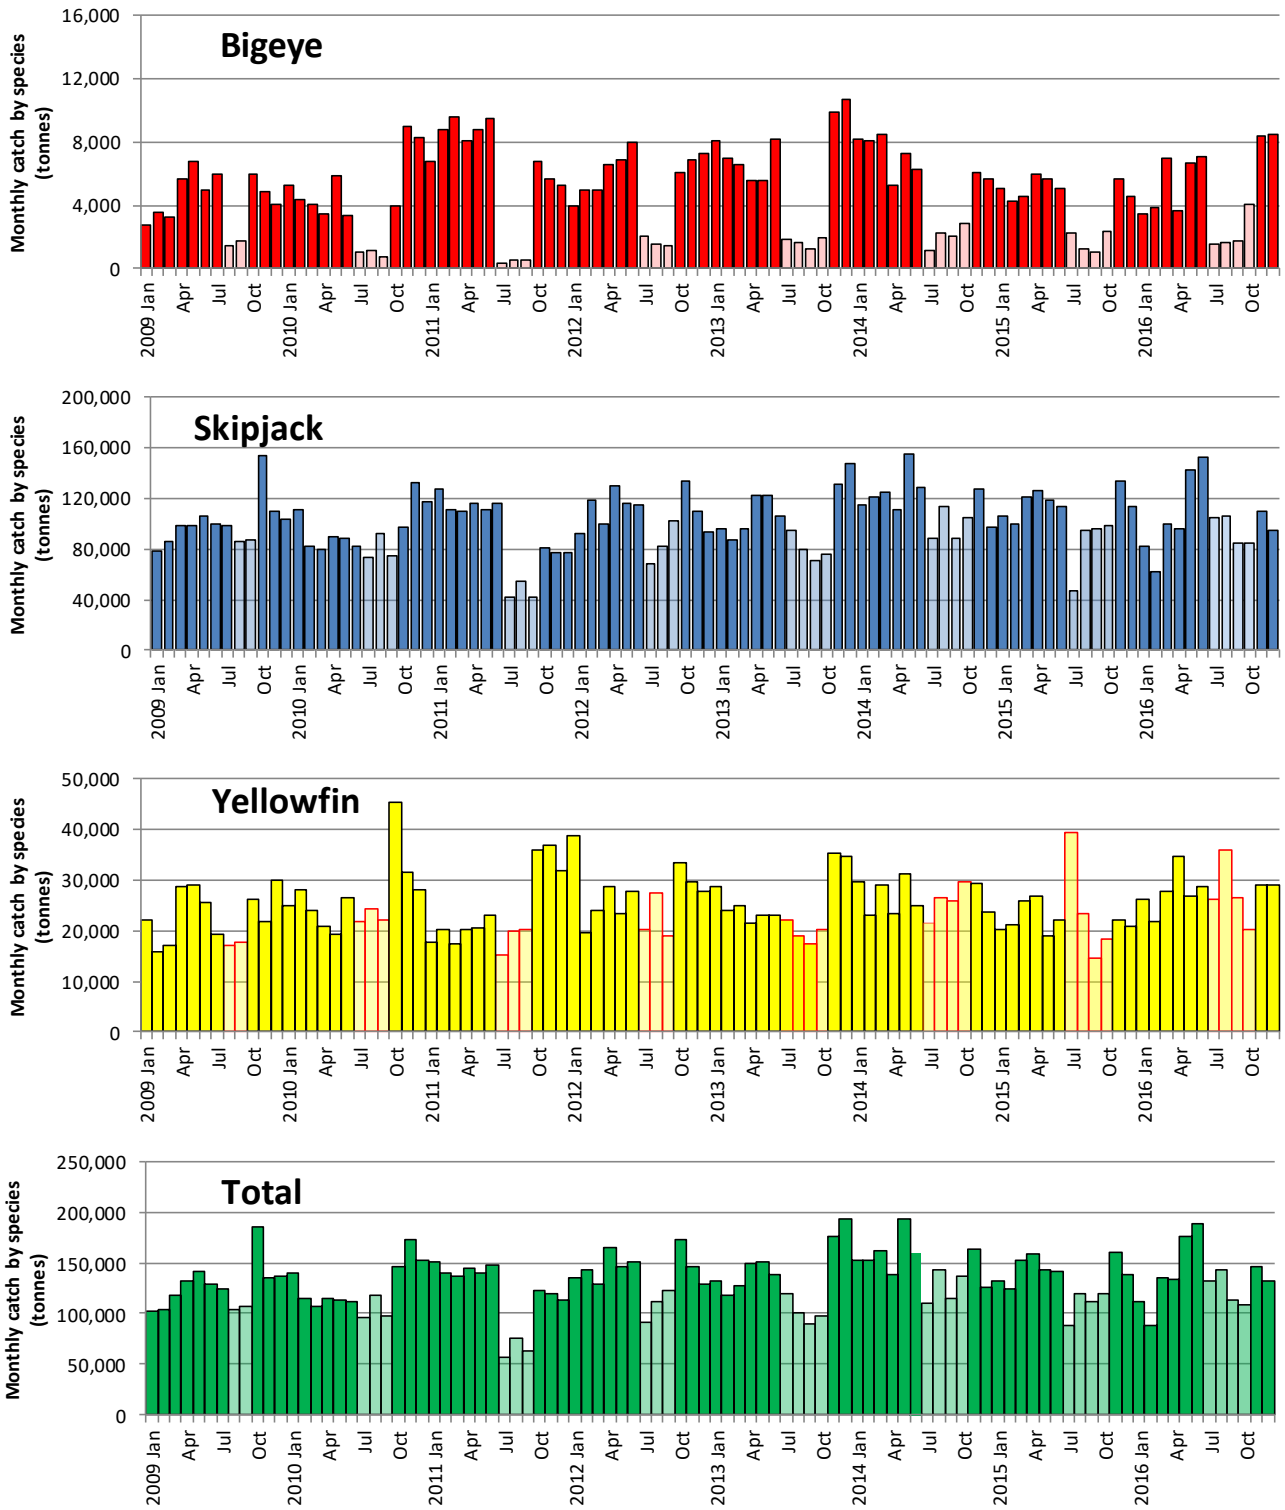 Bigeye
Monthly catch by species
(tonnes)
16,000
12,000
8,000
4,000
0
2009 Jan
Apr
Jul
Oct
2010 Jan
Apr
Jul
Oct
2011 Jan
Apr
Jul
Oct
2012 Jan
Apr
Jul
Oct
2013 Jan
Apr
Jul
Oct
2014 Jan
Apr
Jul
Oct
2015 Jan
Apr
Jul
Oct
2016 Jan
Apr
Jul
Oct
Skipjack
Monthly catch by species
(tonnes)
200,000
160,000
120,000
80,000
40,000
0
2009 Jan
Apr
Jul
Oct
2010 Jan
Apr
Jul
Oct
2011 Jan
Apr
Jul
Oct
2012 Jan
Apr
Jul
Oct
2013 Jan
Apr
Jul
Oct
2014 Jan
Apr
Jul
Oct
2015 Jan
Apr
Jul
Oct
2016 Jan
Apr
Jul
Oct
Yellowfin
Monthly catch by species
(tonnes)
50,000
40,000
30,000
20,000
10,000
0
2009 Jan
Apr
Jul
Oct
2010 Jan
Apr
Jul
Oct
2011 Jan
Apr
Jul
Oct
2012 Jan
Apr
Jul
Oct
2013 Jan
Apr
Jul
Oct
2014 Jan
Apr
Jul
Oct
2015 Jan
Apr
Jul
Oct
2016 Jan
Apr
Jul
Oct
Total
Monthly catch by species
(tonnes)
250,000
200,000
150,000
100,000
50,000
0
2009 Jan
Apr
Jul
Oct
2010 Jan
Apr
Jul
Oct
2011 Jan
Apr
Jul
Oct
2012 Jan
Apr
Jul
Oct
2013 Jan
Apr
Jul
Oct
2014 Jan
Apr
Jul
Oct
2015 Jan
Apr
Jul
Oct
2016 Jan
Apr
Jul
Oct